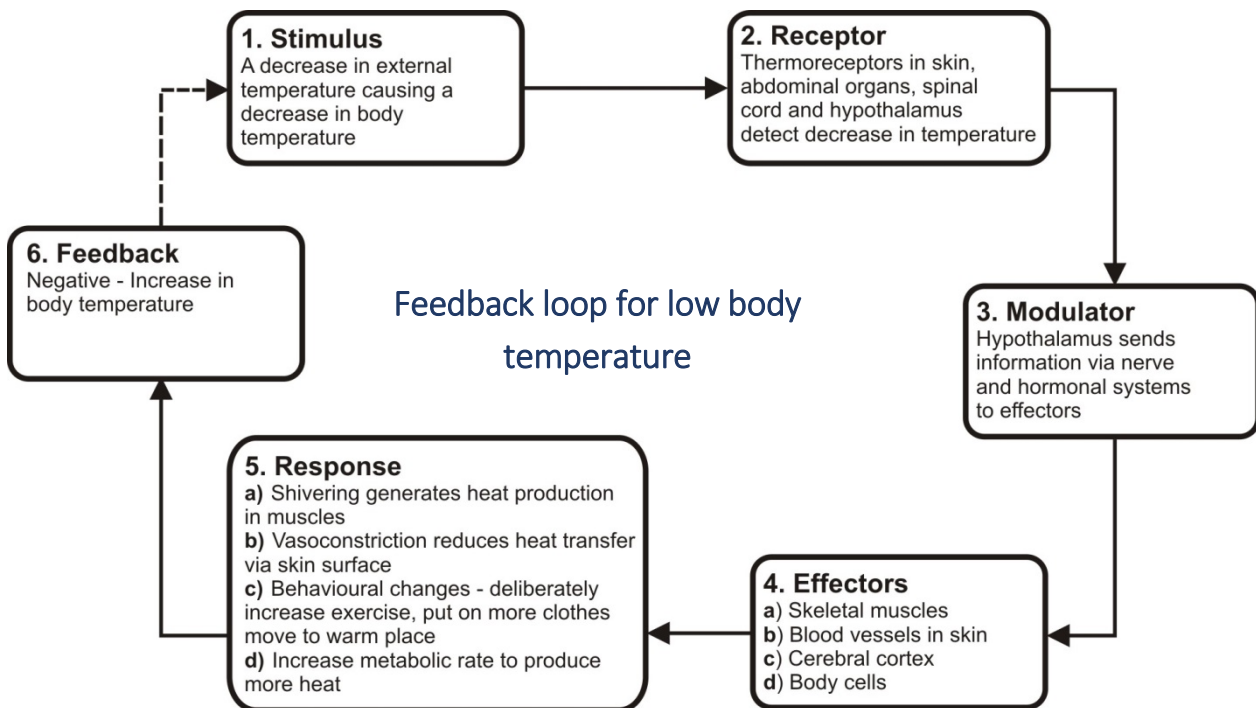 1. Stimulus
A decrease in external
temperature causing a
decrease in body
temperature
2. Receptor
Thermoreceptors in skin,
abdominal organs, spinal
cord and hypothalamus
detect decrease in temperature
3. Modulator
Hypothalamus sends
information via nerve
and hormonal systems
to effectors
4. Effectors
a) Skeletal muscles
b) Blood vessels in skin
c) Cerebral cortex
d) Body cells
5. Response
a) Shivering generates heat production
in muscles
b) Vasoconstriction reduces heat transfer
via skin surface
c) Behavioural changes - deliberately
increase exercise, put on more clothes
move to warm place
d) Increase metabolic rate to produce
more heat
6. Feedback
Negative - Increase in
body temperature
Feedback loop for low body
temperature